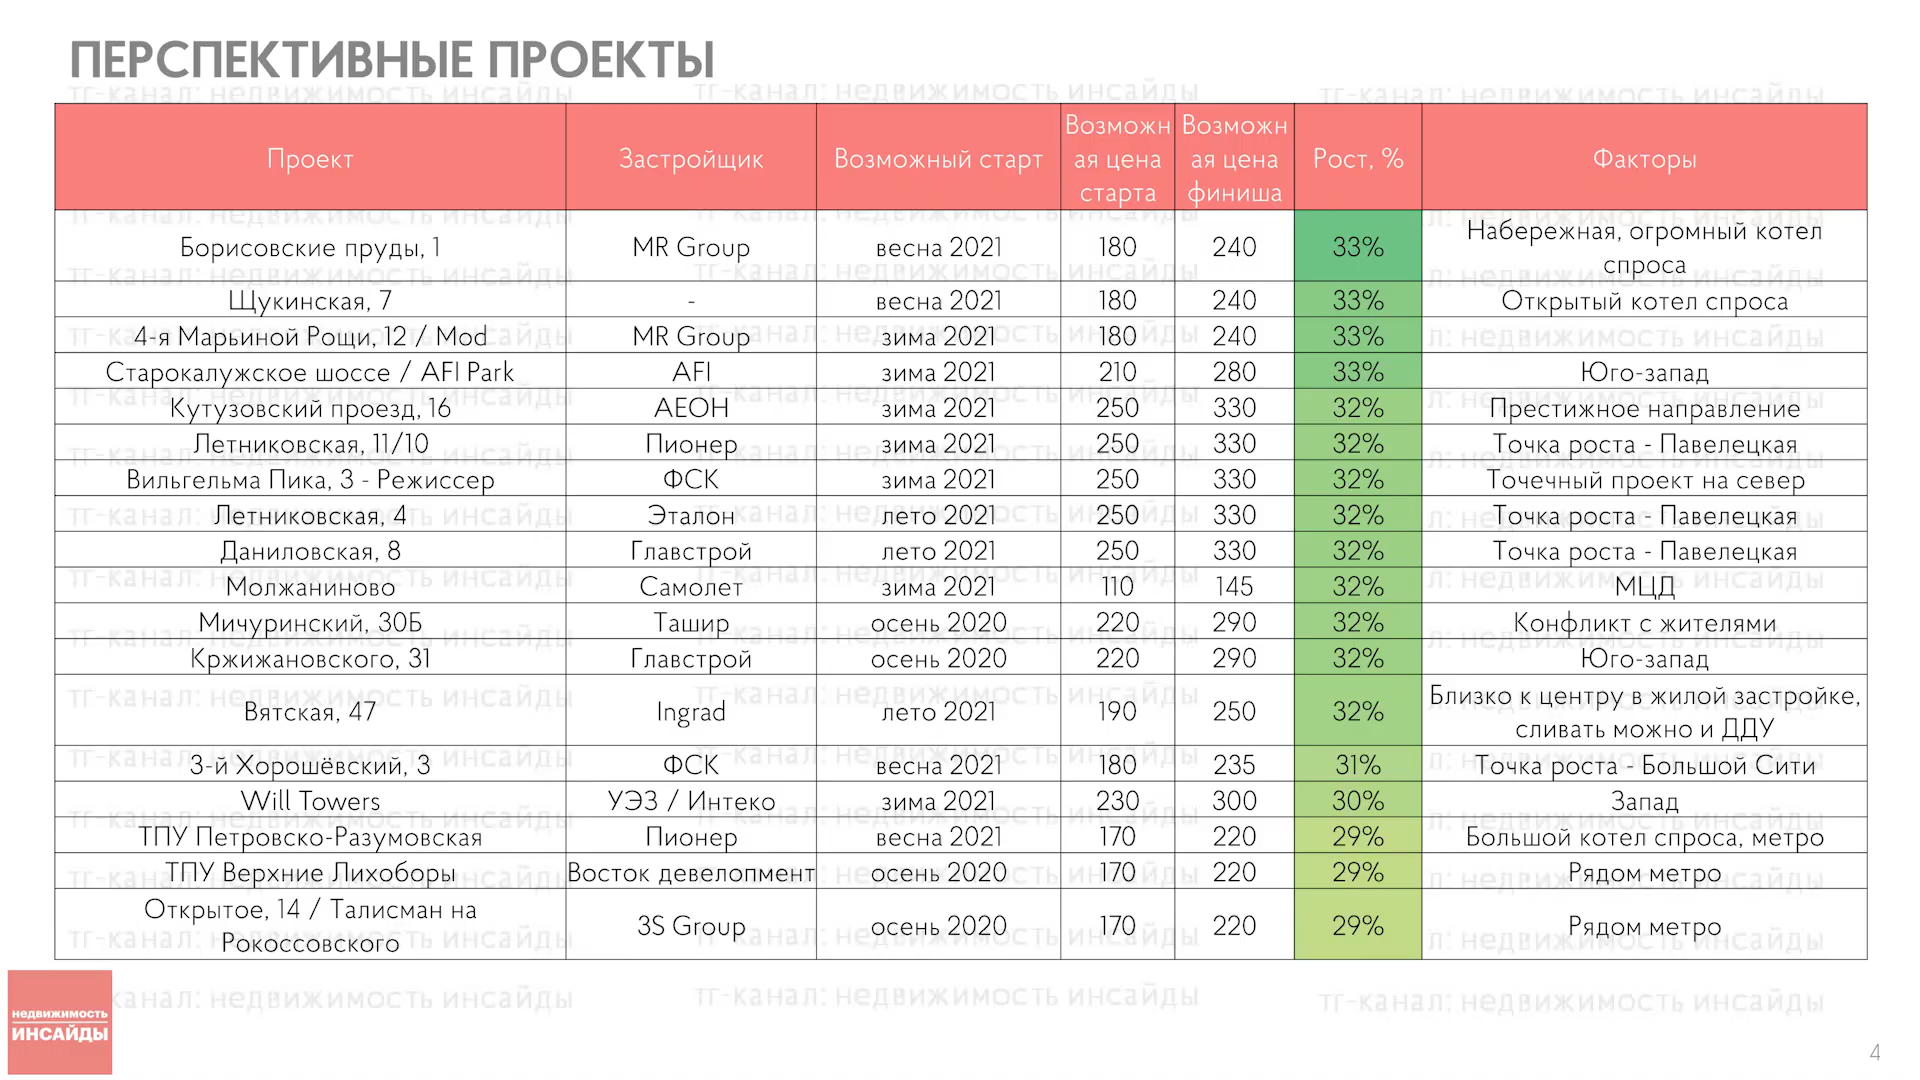 ПЕРСПЕКТИВНЫЕ ПРОЕКТЫ
Проект Застройщик Возможный старт Возможн ая цена старта Возможн ая цена финиша Рост, % Факторы
Борисовские пруды, 1 MR Group весна 2021 180 240 33% Набережная, огромный котел спроса
Щукинская, 7 - весна 2021 180 240 33% Открытый котел спроса
4-я Марьиной Рощи, 12 / Mod MR Group зима 2021 180 240 33%
Старокалужское шоссе / AFI Park AFI зима 2021 210 280 33% Юго-запад
Кутузовский проезд, 16 АЕОН зима 2021 250 330 32% Престижное направление
Летниковская, 11/10 Пионер зима 2021 250 330 32% Точка роста - Павелецкая
Вильгельма Пика, 3 - Режиссер ФСК зима 2021 250 330 32% Точечный проект на север
Летниковская, 4 Эталон лето 2021 250 330 32% Точка роста - Павелецкая
Даниловская, 8 Главстрой лето 2021 250 330 32% Точка роста - Павелецкая
Молжаниново Самолет зима 2021 110 145 32% МЦД
Мичуринский, 30Б Ташир осень 2020 220 290 32% Конфликт с жителями
Кржижановского, 31 Главстрой осень 2020 220 290 32% Юго-запад
Вятская, 47 Ingrad лето 2021 190 250 32% Близко к центру в жилой застройке, сливать можно и ДДУ
3-й Хорошёвский, 3 ФСК весна 2021 180 235 31% Точка роста - Большой Сити
Will Towers УЭЗ / Интеко зима 2021 230 300 30% Запад
ТПУ Петровско-Разумовская Пионер весна 2021 170 220 29% Большой котел спроса, метро
ТПУ Верхние Лихоборы Восток девелопмент осень 2020 170 220 29% Рядом метро
Открытое, 14 / Талисман на Рокоссовского 3S Group осень 2020 170 220 29% Рядом метро
тг-канал: недвижимость инсайды
недвижимость
ИНСАЙДЫ
4